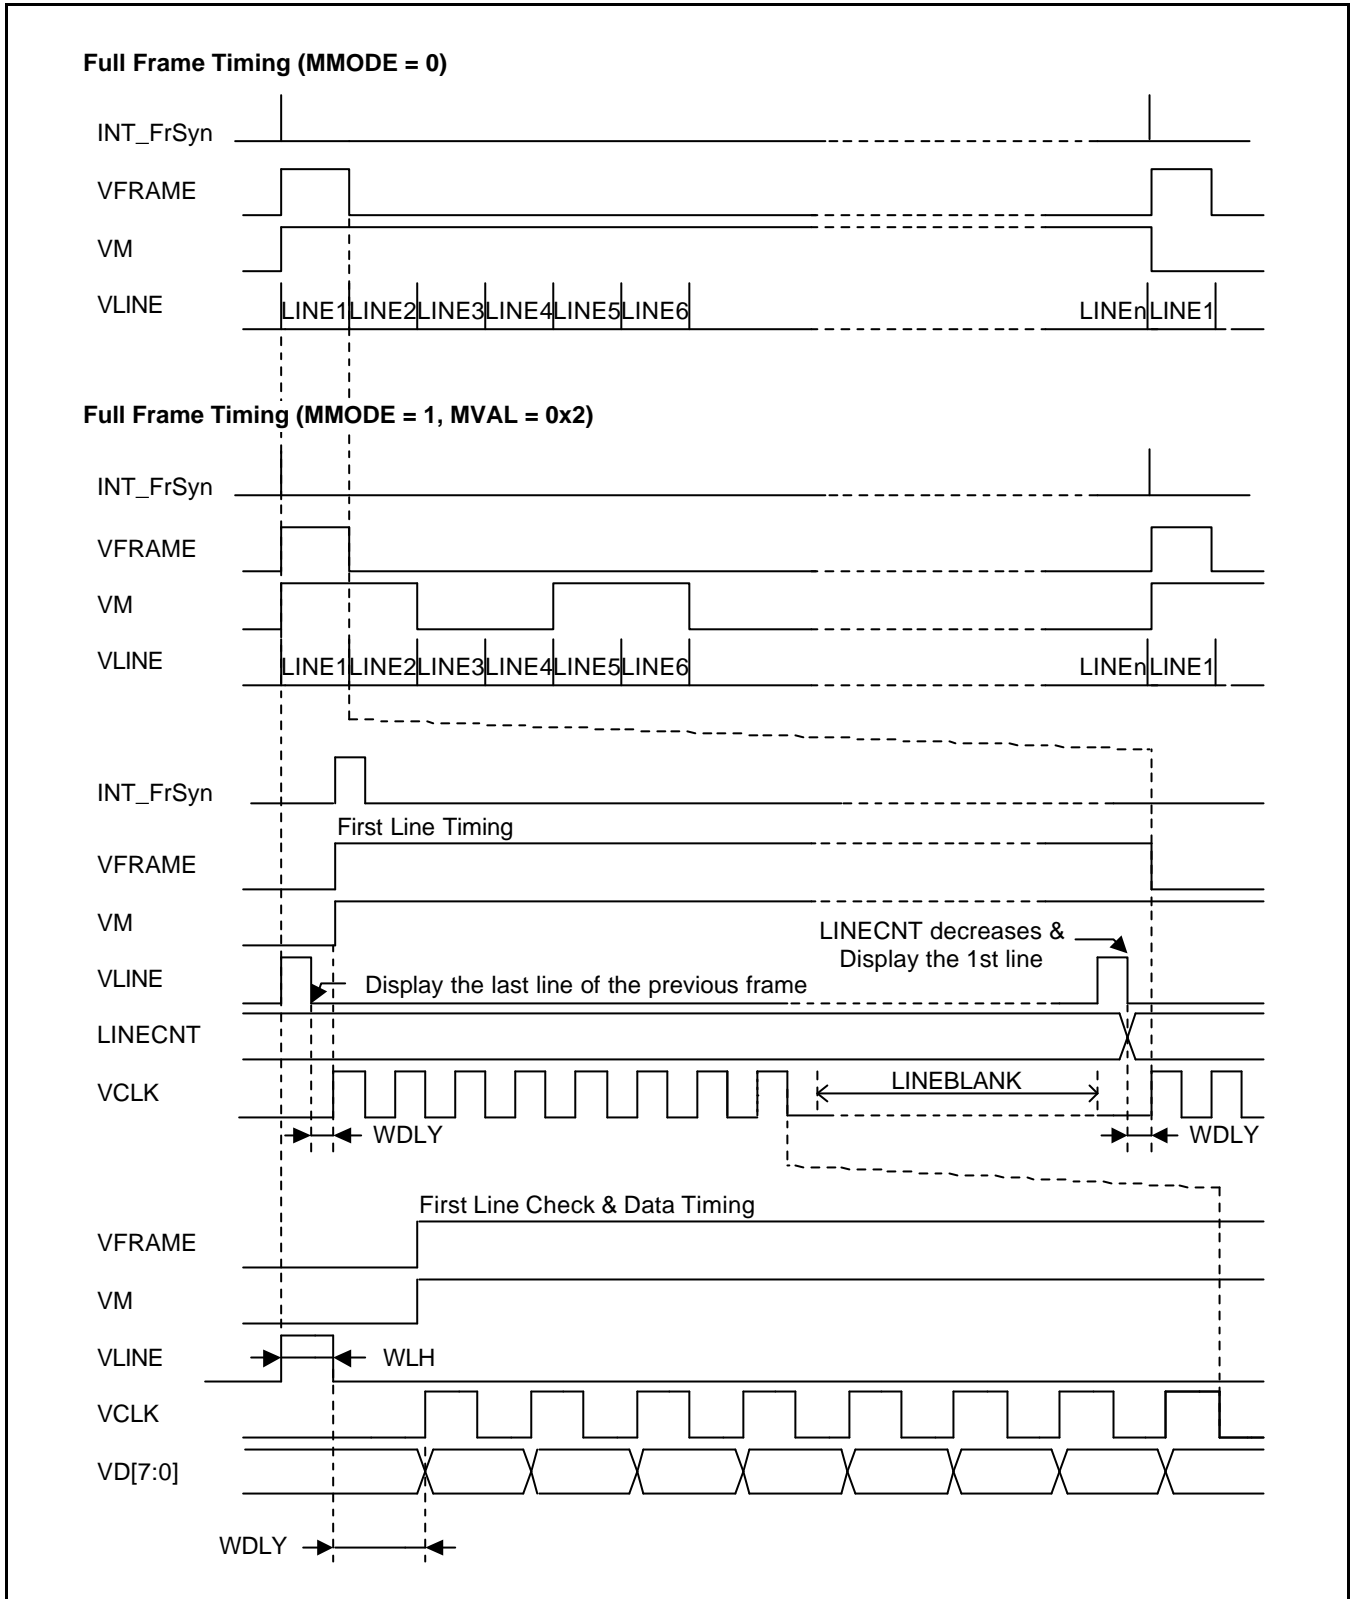 Full Frame Timing (MMODE = 0)
INT_FrSyn
VFRAME
VM
VLINE
LINE1 LINE2 LINE3 LINE4 LINE5 LINE6 LINEn LINE1
Full Frame Timing (MMODE = 1, MVAL = 0x2)
INT_FrSyn
VFRAME
VM
VLINE
LINE1 LINE2 LINE3 LINE4 LINE5 LINE6 LINEn LINE1
INT_FrSyn
First Line Timing
VFRAME
VM
LINECNT decreases &
Display the 1st line
VLINE
Display the last line of the previous frame
LINECNT
VCLK
LINEBLANK
WDLY
WDLY
First Line Check & Data Timing
VFRAME
VM
VLINE
WLH
VCLK
VD[7:0]
WDLY